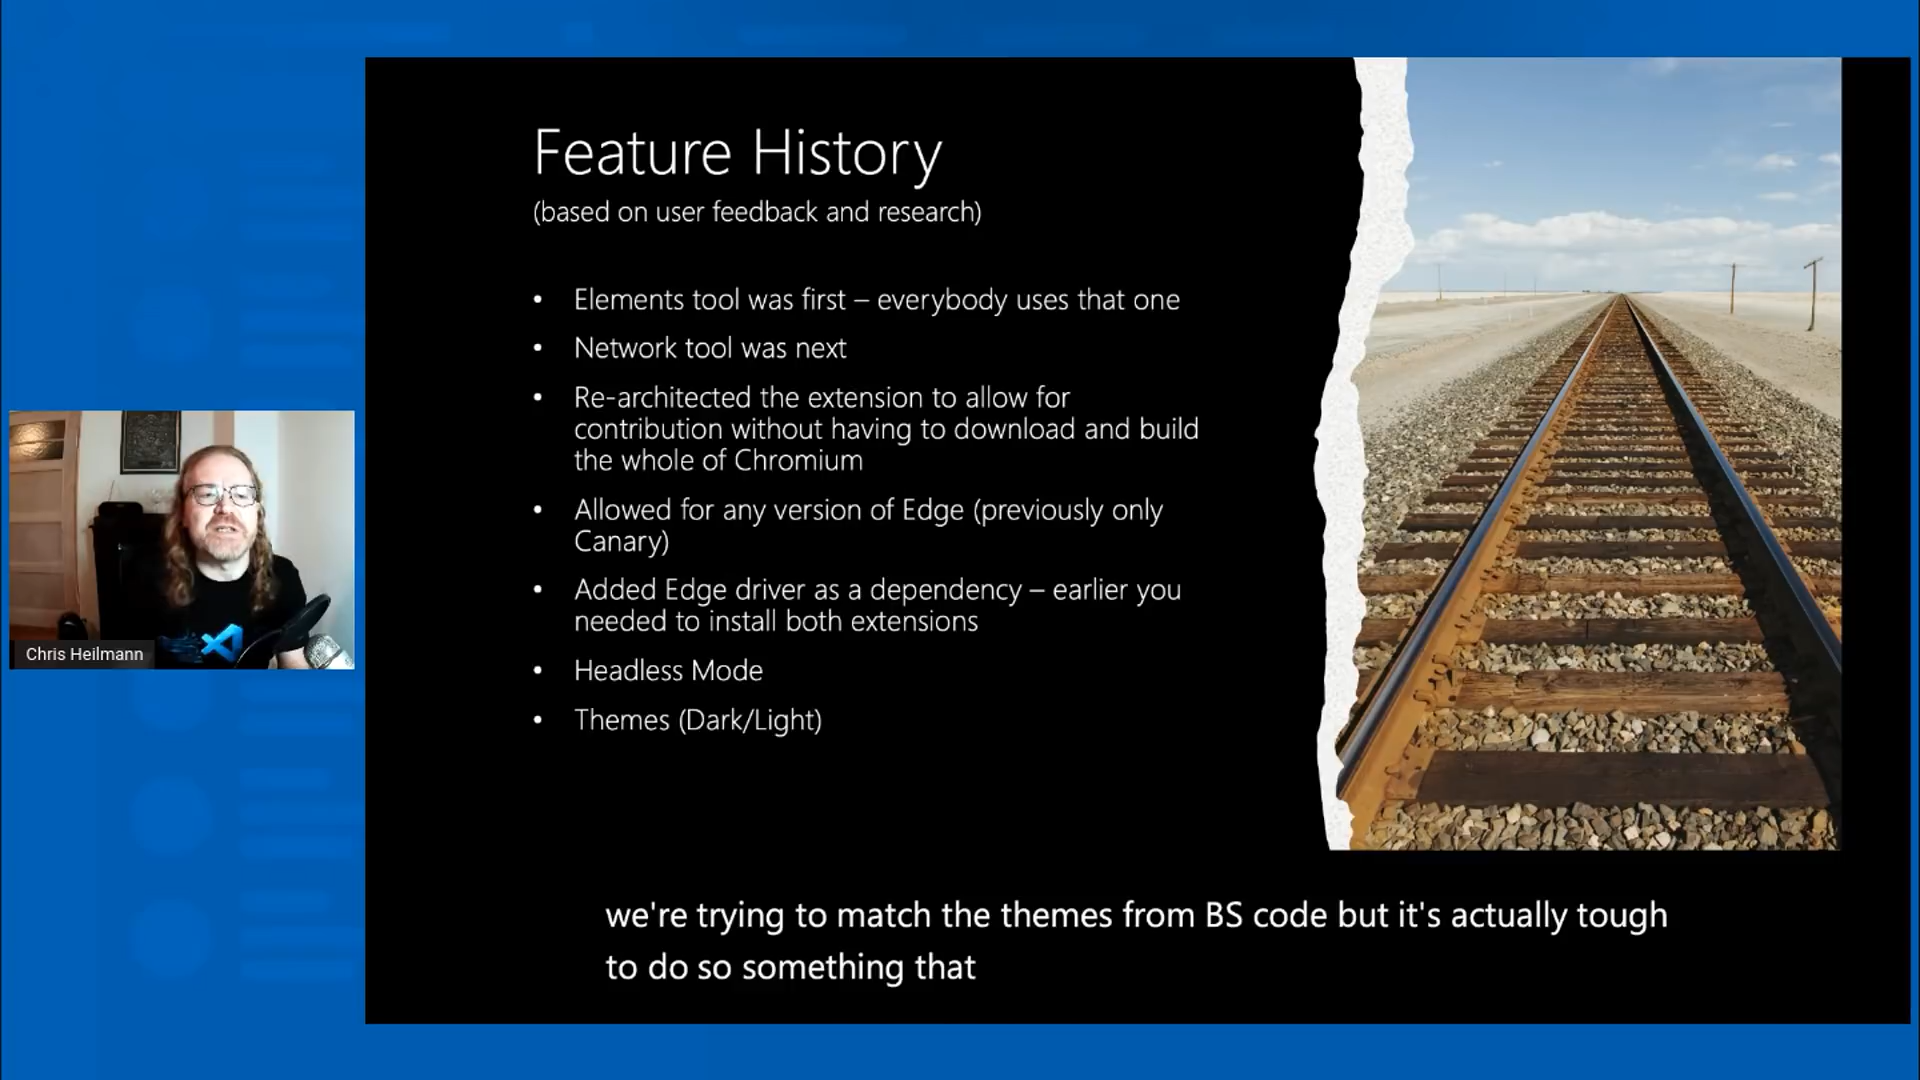 Feature History
(based on user feedback and research)
• Elements tool was first – everybody uses that one
• Network tool was next
• Re-architected the extension to allow for
contribution without having to download and build
the whole of Chromium
• Allowed for any version of Edge (previously only
Canary)
• Added Edge driver as a dependency – earlier you
needed to install both extensions
• Headless Mode
• Themes (Dark/Light)
Chris Heilmann
we're trying to match the themes from BS code but it's actually tough
to do so something that